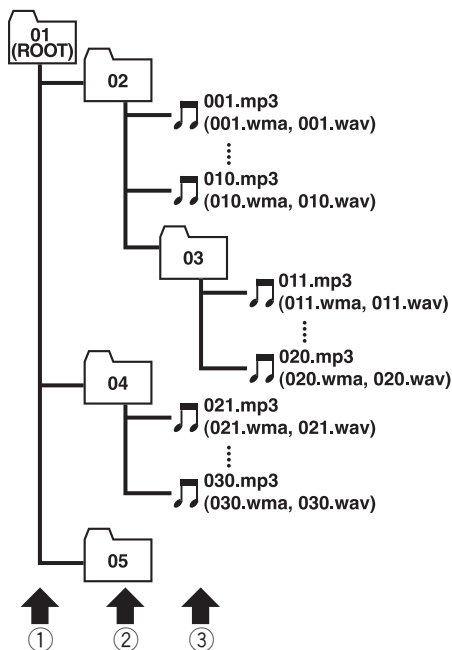 01
(ROOT)
02
001.mp3
(001.wma, 001.wav)
010.mp3
(010.wma, 010.wav)
03
011.mp3
(011.wma, 011.wav)
020.mp3
(020.wma, 020.wav)
04
021.mp3
(021.wma, 021.wav)
030.mp3
(030.wma, 030.wav)
05
① ② ③